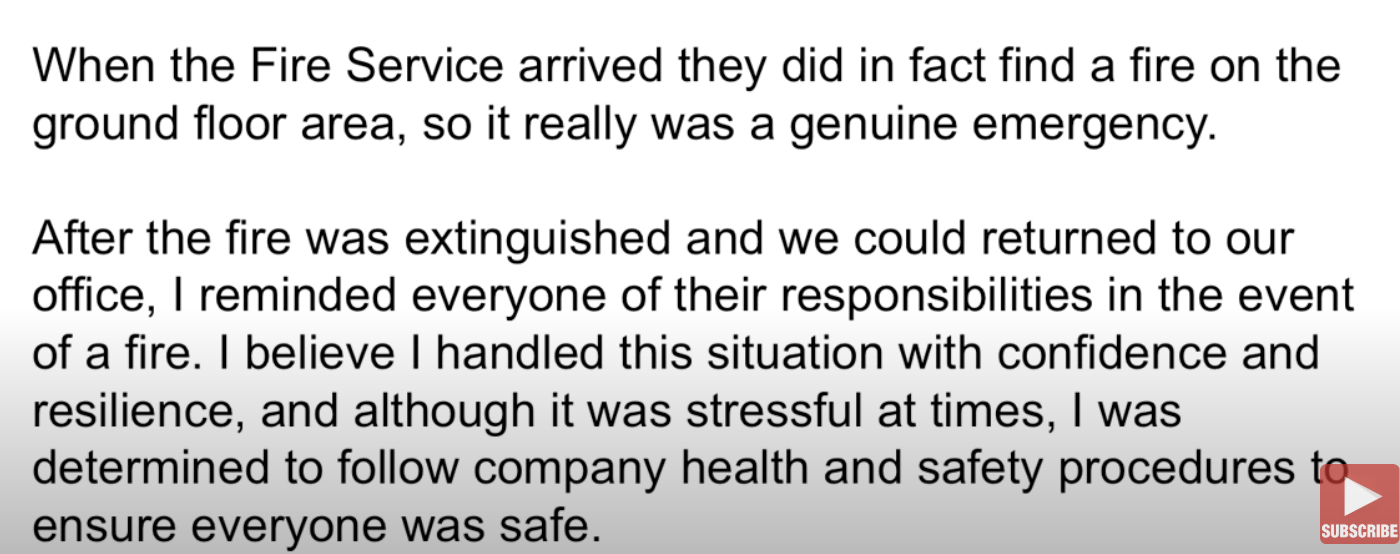 When the Fire Service arrived they did in fact find a fire on the
ground floor area, so it really was a genuine emergency.
After the fire was extinguished and we could returned to our
office, I reminded everyone of their responsibilities in the event
of a fire. I believe I handled this situation with confidence and
resilience, and although it was stressful at times, I was
determined to follow company health and safety procedures to
ensure everyone was safe.
SUBSCRIBE